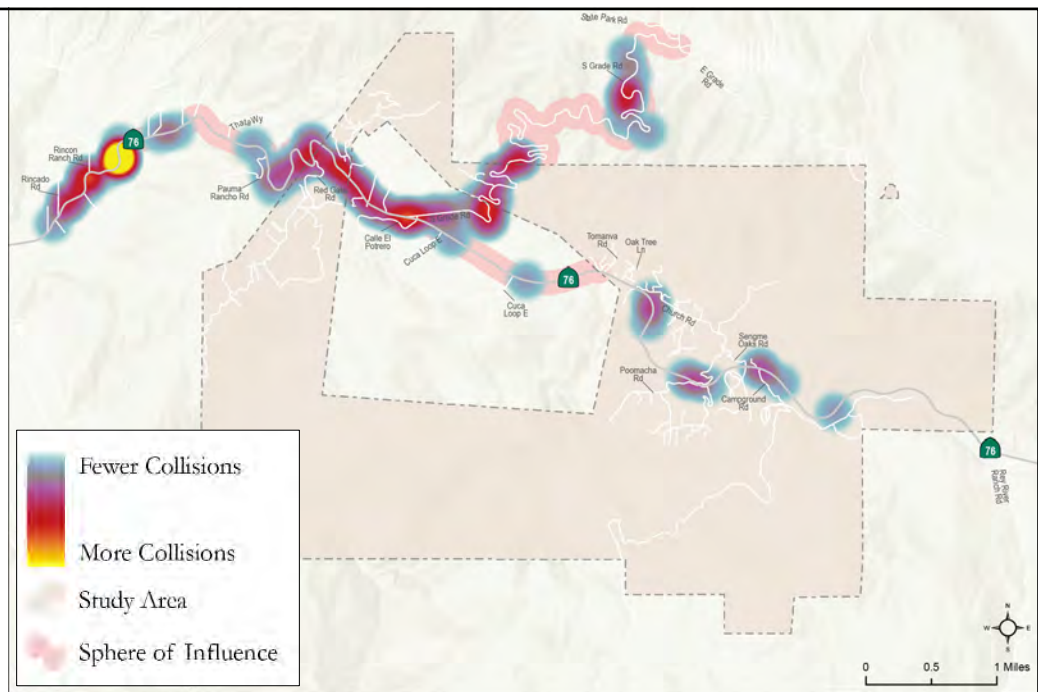 State Park Rd
S Grade Rd
E Grade
Rd
76
Thata Wy
Rincon
Ranch Rd
Rincado
Rd
Pauma
Rancho Rd
Red Gate
Rd
Grade Rd
Calle El
Potrero
Cuca Loop E
Tomanva
Rd
Oak Tree
Ln
76
Cuca
Loop E
Church Rd
Sengme
Oaks Rd
Poomacha
Rd
Campground
Rd
76
Rey River
Ranch Rd
Fewer Collisions
More Collisions
Study Area
Sphere of Influence
N
W
E
S
0 0.5 1 Miles